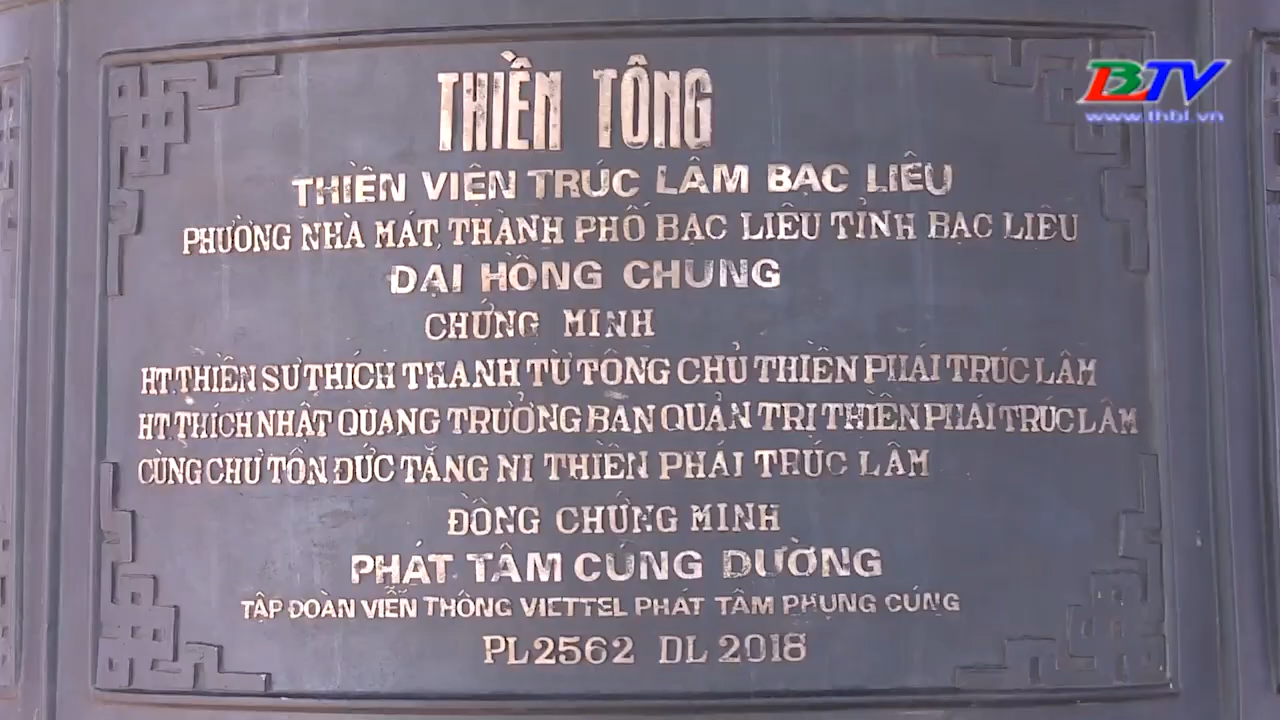 THIỀN TÔNG
THIỀN VIỆN TRÚC LÂM BẠC LIÊU
PHƯỜNG NHÀ MÁT, THÀNH PHỐ BẠC LIÊU TỈNH BẠC LIÊU
ĐẠI HỒNG CHUNG
CHỨNG MINH
HT. THIỀN SƯ THÍCH THANH TỪ TÔNG CHỦ THIỀN PHÁI TRÚC LÂM
HT. THÍCH NHẬT QUANG TRƯỞNG BAN QUẢN TRỊ THIỀN PHÁI TRÚC LÂM
CÙNG CHƯ TÔN ĐỨC TĂNG NI THIỀN PHÁI TRÚC LÂM
ĐỒNG CHỨNG MINH
PHÁT TÂM CÚNG DƯỜNG
TẬP ĐOÀN VIỄN THÔNG VIETTEL PHÁT TÂM PHỤNG CÚNG
PL 2562 DL 2018
BLTV
www.thbl.vn